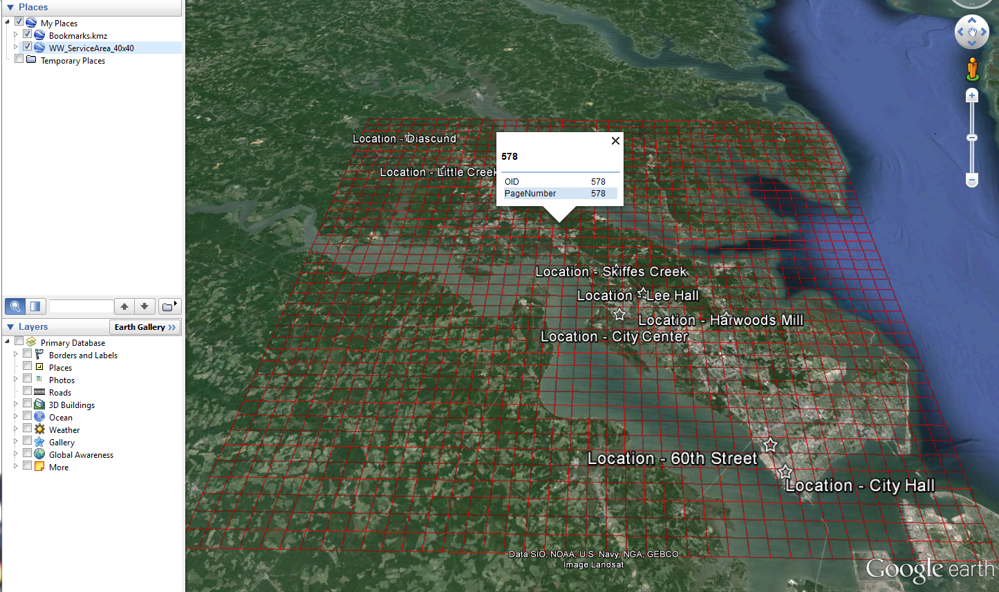 Places
My Places
Bookmarks.kmz
WW_ServiceArea_40x40
Temporary Places
Layers
Earth Gallery >>
Primary Database
Borders and Labels
Places
Photos
Roads
3D Buildings
Ocean
Weather
Gallery
Global Awareness
More
Location - Diascund
Location - Little Creek
578
OID 578
PageNumber 578
Location - Skiffes Creek
Location - Lee Hall
Location - Harwoods Mill
Location - City Center
Location - 60th Street
Location - City Hall
Data SIO, NOAA, U.S. Navy, NGA, GEBCO
Image Landsat
Google earth